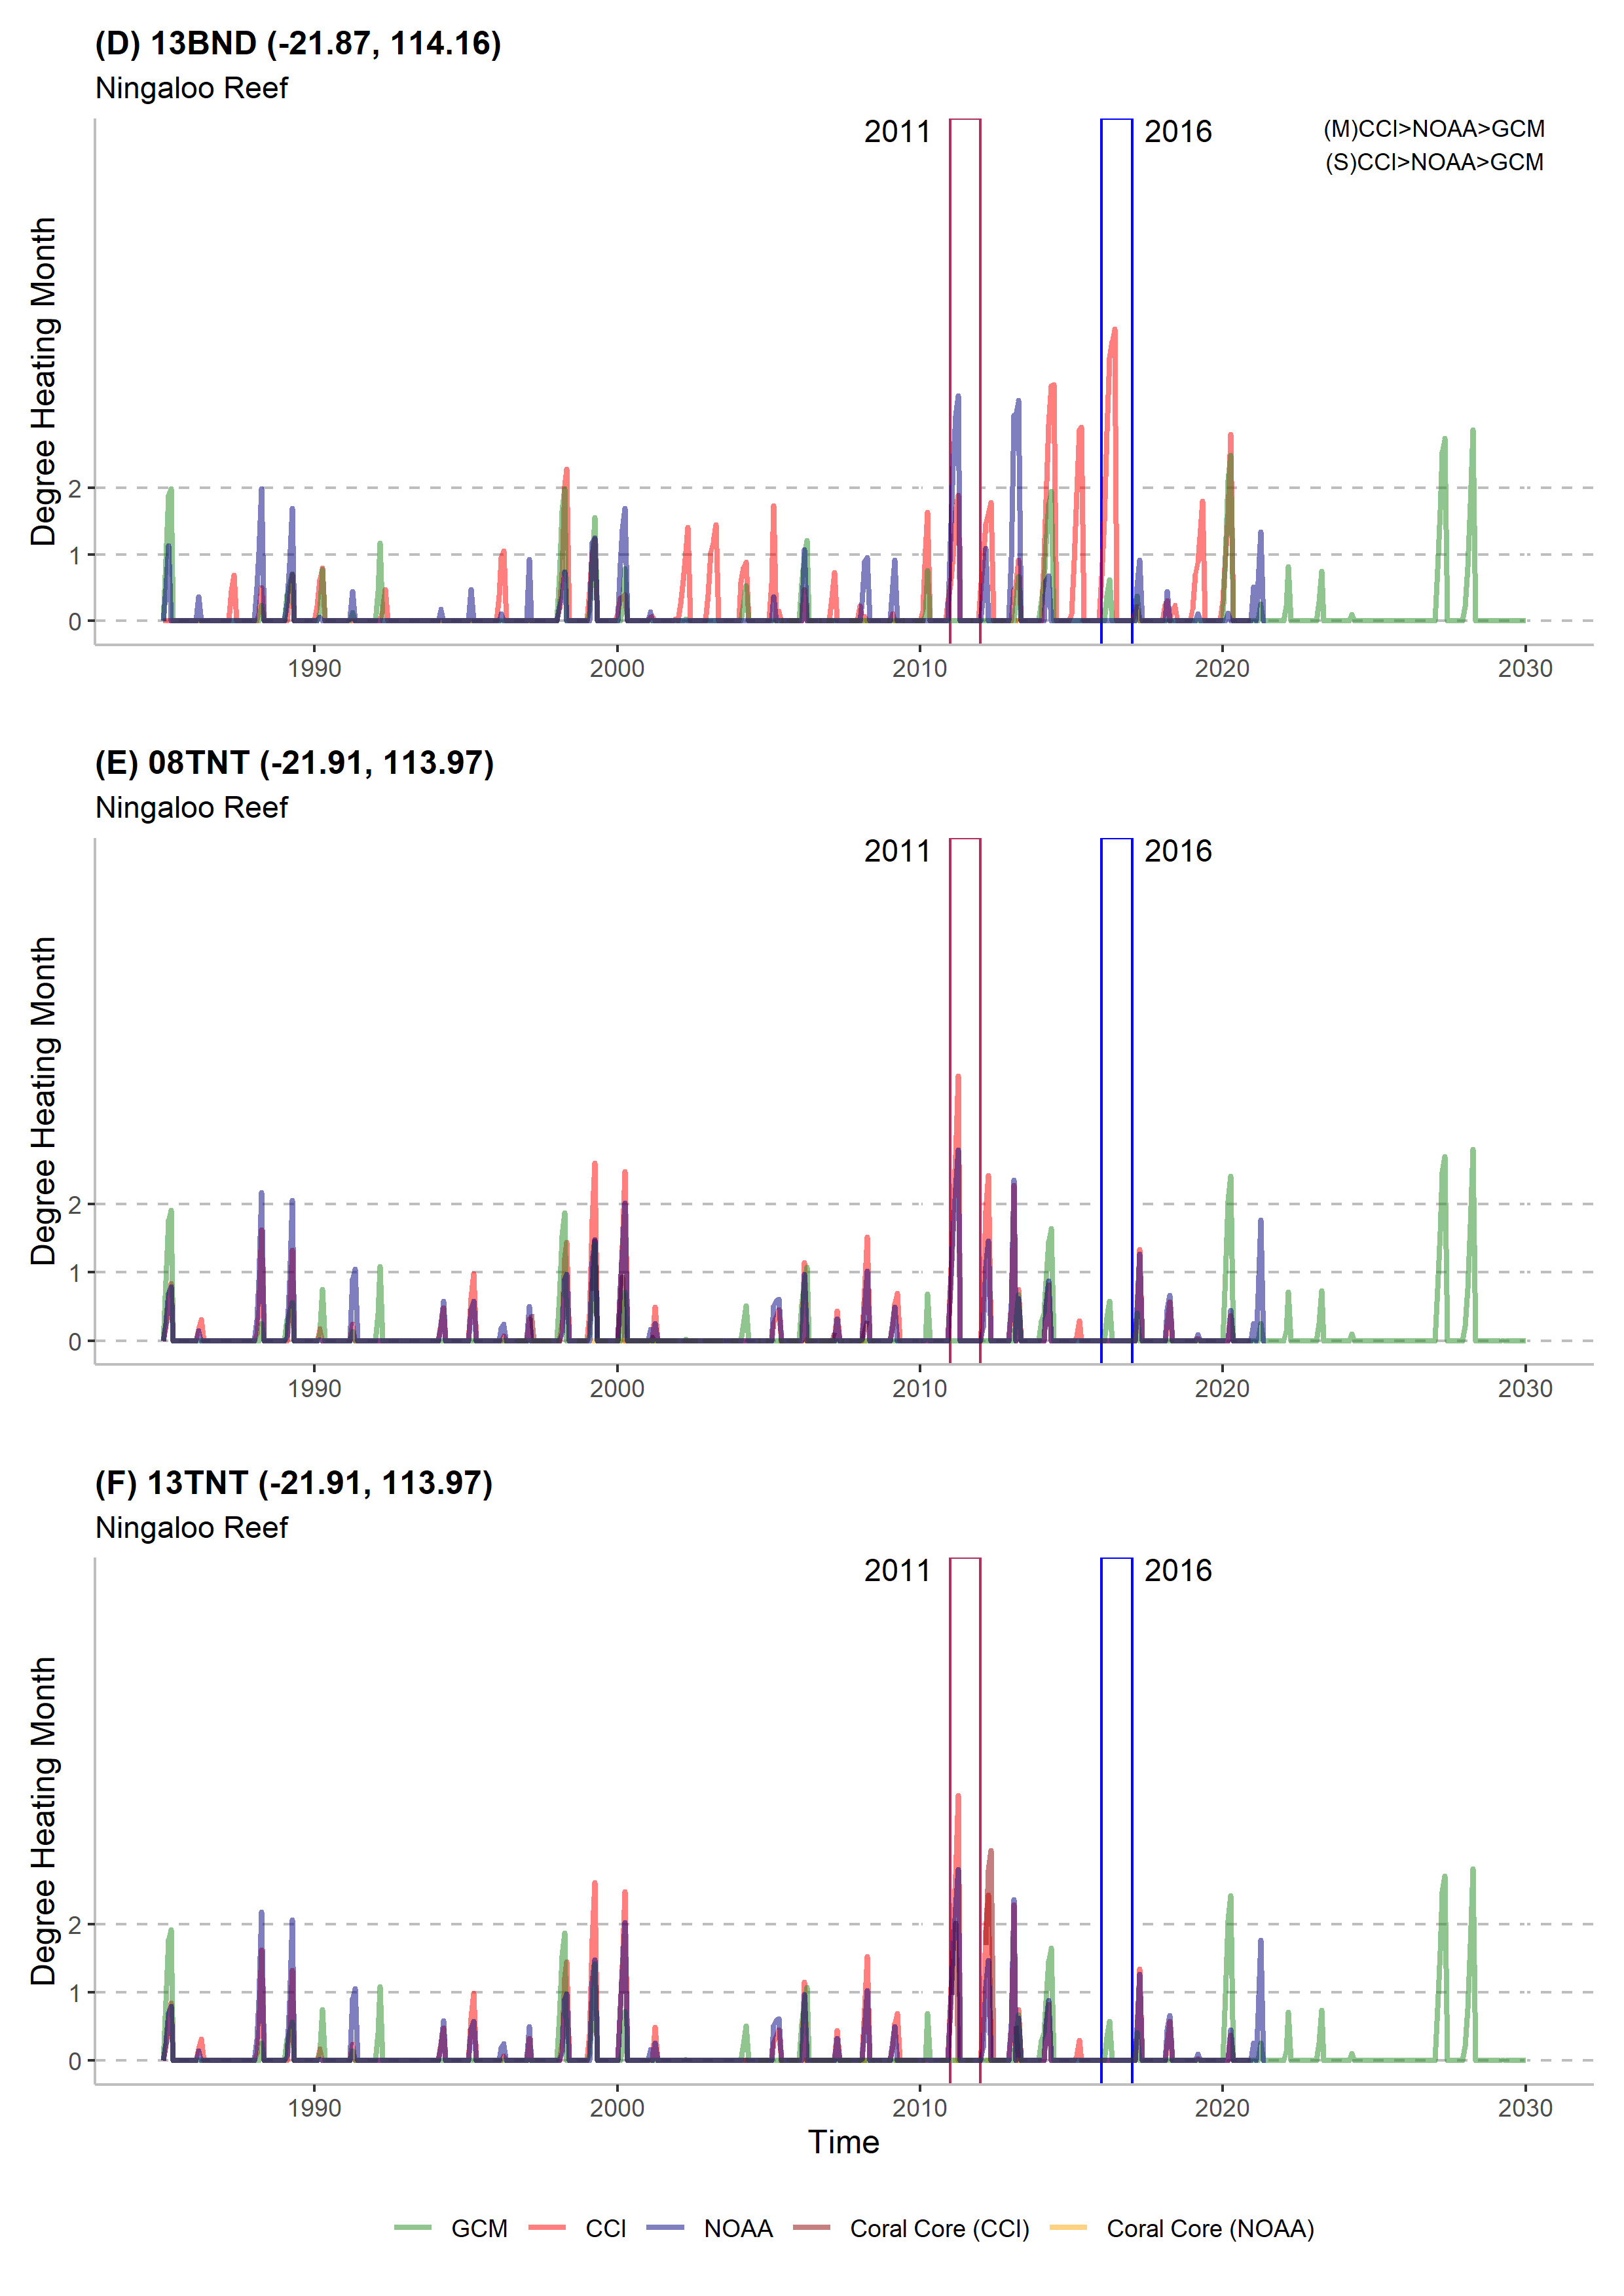 (D) 13BND (-21.87, 114.16)
Ningaloo Reef
2011
2016
(M)CCI>NOAA>GCM
(S)CCI>NOAA>GCM
Degree Heating Month
2
1
0
1990
2000
2010
2020
2030
(E) 08TNT (-21.91, 113.97)
Ningaloo Reef
2011
2016
Degree Heating Month
2
1
0
1990
2000
2010
2020
2030
(F) 13TNT (-21.91, 113.97)
Ningaloo Reef
2011
2016
Degree Heating Month
2
1
0
1990
2000
2010
2020
2030
Time
GCM
CCI
NOAA
Coral Core (CCI)
Coral Core (NOAA)